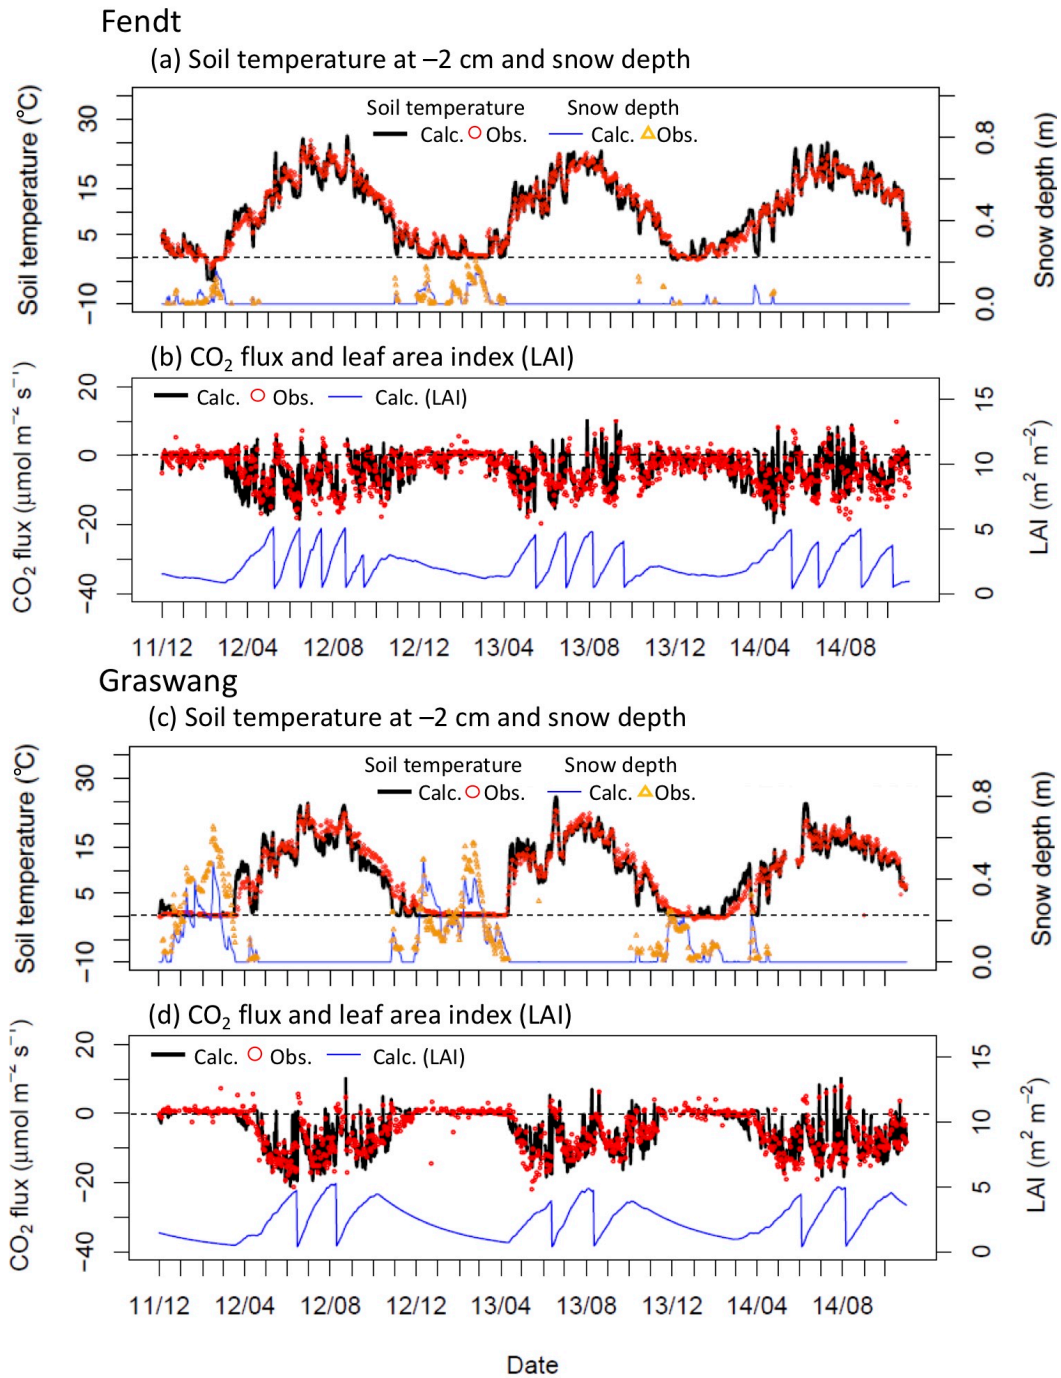 Fendt
(a) Soil temperature at –2 cm and snow depth
Soil temperature (℃)
30
15
5
−10
Soil temperature Snow depth
Calc. Obs. Calc. Obs.
0.8
0.4
0.0
Snow depth (m)
(b) CO₂ flux and leaf area index (LAI)
CO₂ flux (μmol m⁻² s⁻¹)
20
0
−20
−40
Calc. Obs. Calc. (LAI)
15
10
5
0
LAI (m² m⁻²)
11/12 12/04 12/08 12/12 13/04 13/08 13/12 14/04 14/08
Graswang
(c) Soil temperature at –2 cm and snow depth
Soil temperature (℃)
30
15
5
−10
Soil temperature Snow depth
Calc. Obs. Calc. Obs.
0.8
0.4
0.0
Snow depth (m)
(d) CO₂ flux and leaf area index (LAI)
CO₂ flux (μmol m⁻² s⁻¹)
20
0
−20
−40
Calc. Obs. Calc. (LAI)
15
10
5
0
LAI (m² m⁻²)
11/12 12/04 12/08 12/12 13/04 13/08 13/12 14/04 14/08
Date